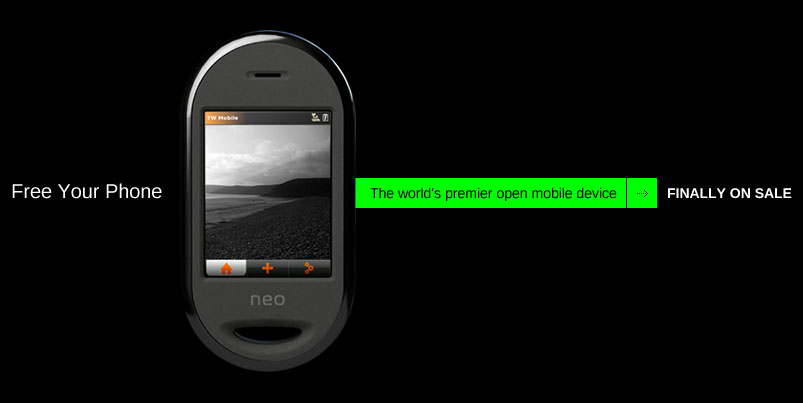 TW Mobile
Free Your Phone
The world's premier open mobile device
FINALLY ON SALE
neo